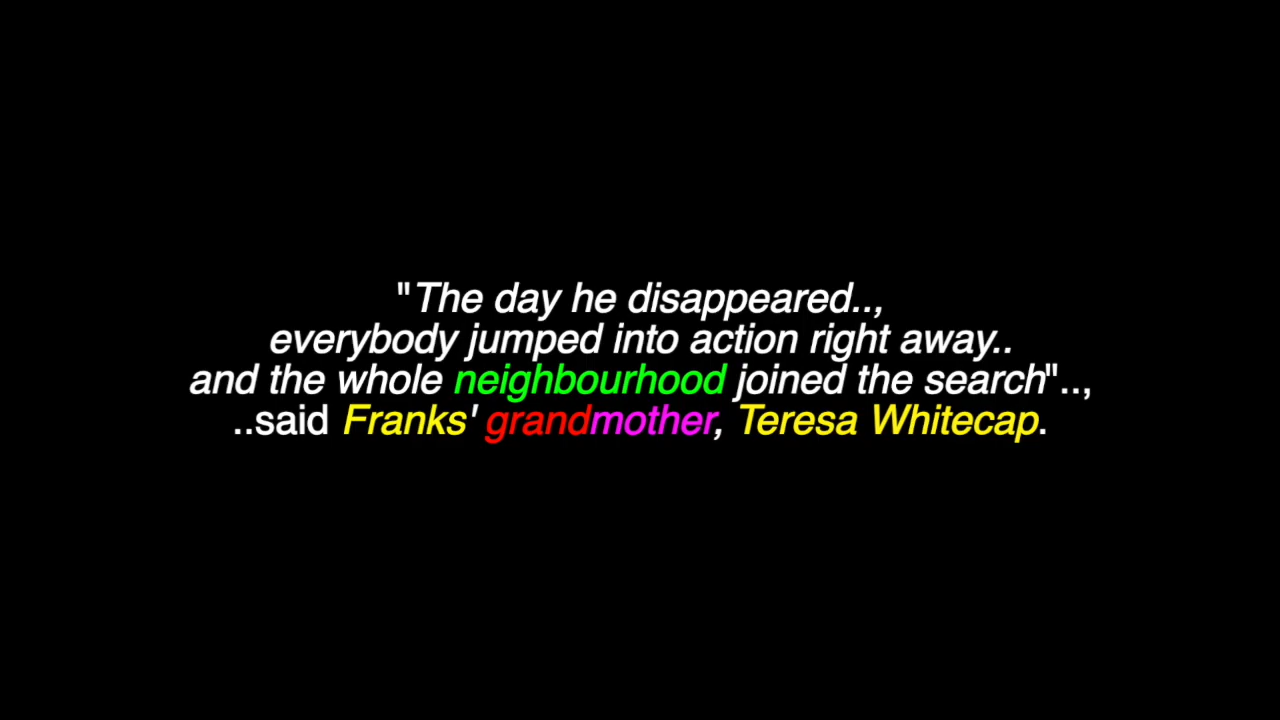 "The day he disappeared..,
everybody jumped into action right away..
and the whole neighbourhood joined the search"..,
..said Franks' grandmother, Teresa Whitecap.